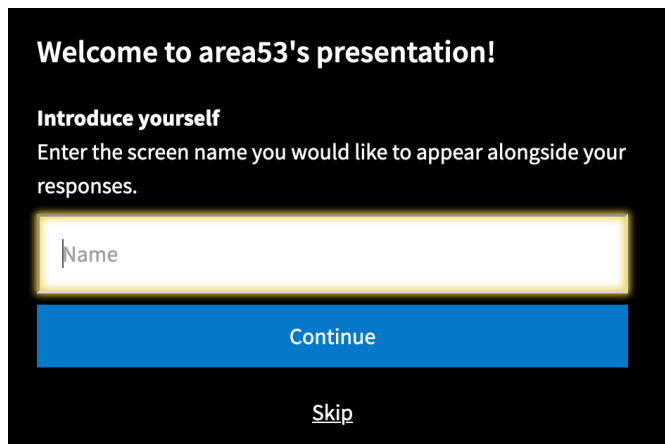 Welcome to area53's presentation!
Introduce yourself
Enter the screen name you would like to appear alongside your
responses.
Name
Continue
Skip